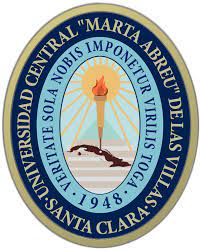 UNIVERSIDAD CENTRAL "MARTA ABREU" DE LAS VILLAS
VERITATE SOLA NOBIS IMPONETUR VIRILIS TOGA
· 1948 ·
· SANTA CLARA ·